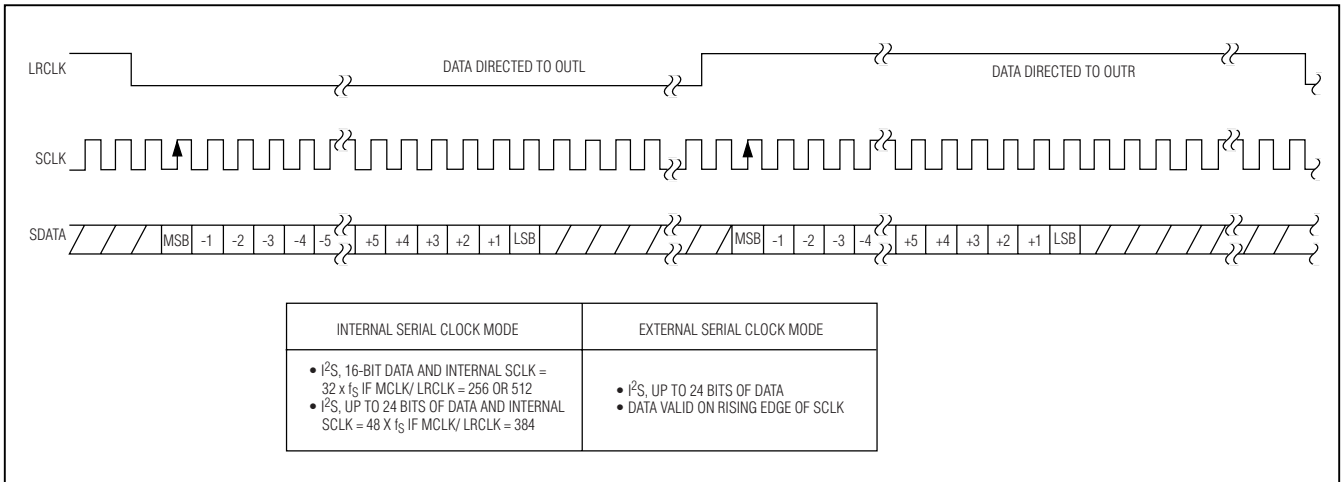 LRCLK
DATA DIRECTED TO OUTL
DATA DIRECTED TO OUTR
SCLK
SDATA
MSB -1 -2 -3 -4 -5 +5 +4 +3 +2 +1 LSB MSB -1 -2 -3 -4 +5 +4 +3 +2 +1 LSB
INTERNAL SERIAL CLOCK MODE
• I²S, 16-BIT DATA AND INTERNAL SCLK =
32 x fS IF MCLK/ LRCLK = 256 OR 512
• I²S, UP TO 24 BITS OF DATA AND INTERNAL
SCLK = 48 X fS IF MCLK/ LRCLK = 384
EXTERNAL SERIAL CLOCK MODE
• I²S, UP TO 24 BITS OF DATA
• DATA VALID ON RISING EDGE OF SCLK